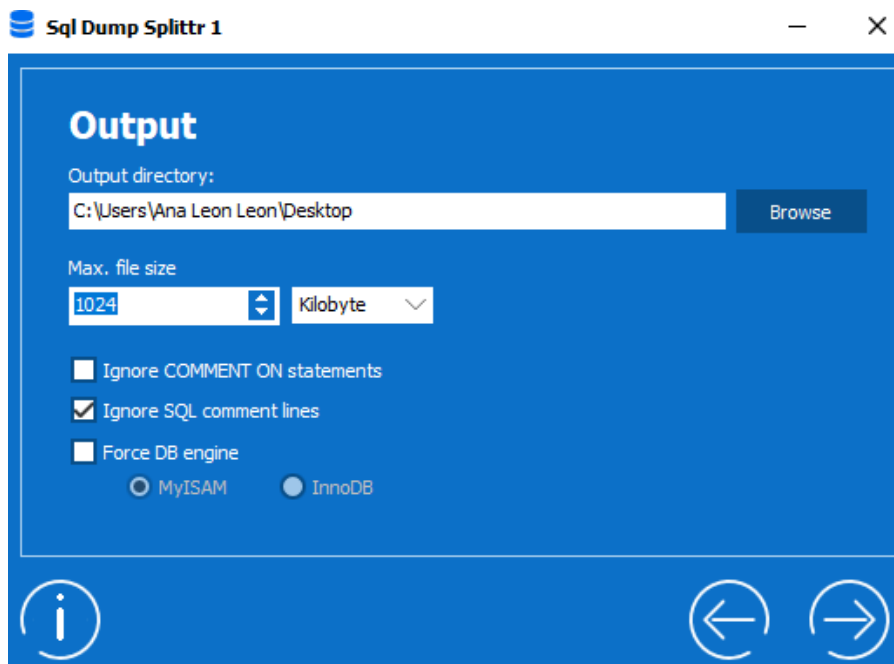 Sql Dump Splittr 1
Output
Output directory:
C:\Users\Ana Leon Leon\Desktop
Browse
Max. file size
1024
Kilobyte
Ignore COMMENT ON statements
Ignore SQL comment lines
Force DB engine
MyISAM
InnoDB